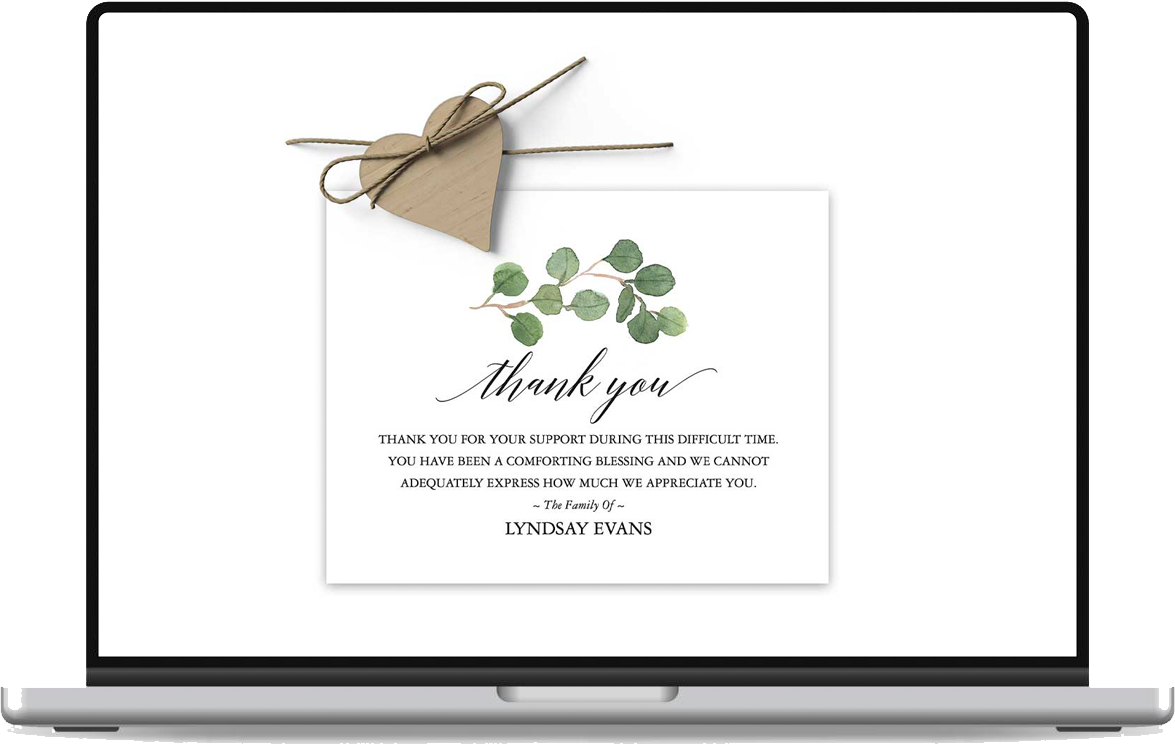 thank you
THANK YOU FOR YOUR SUPPORT DURING THIS DIFFICULT TIME.
YOU HAVE BEEN A COMFORTING BLESSING AND WE CANNOT
ADEQUATELY EXPRESS HOW MUCH WE APPRECIATE YOU.
~ The Family Of ~
LYNDSAY EVANS